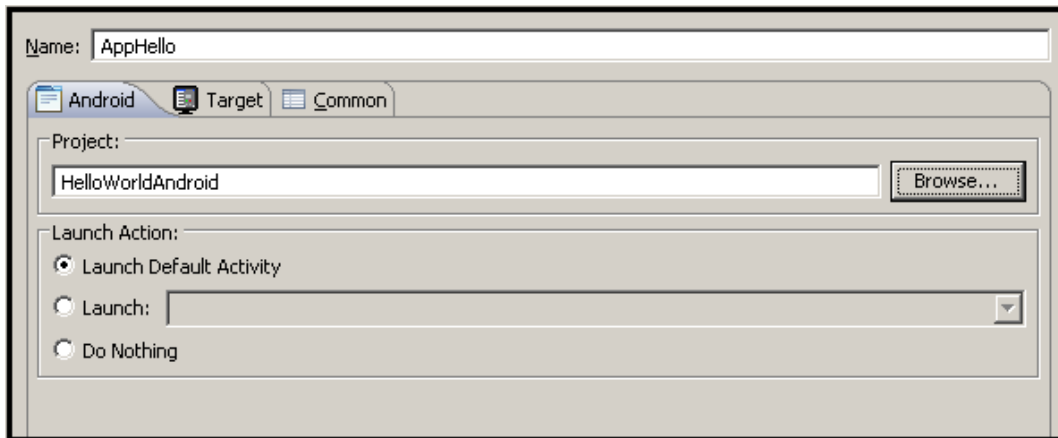 Name: AppHello
Android Target Common
Project:
HelloWorldAndroid Browse...
Launch Action:
Launch Default Activity
Launch:
Do Nothing